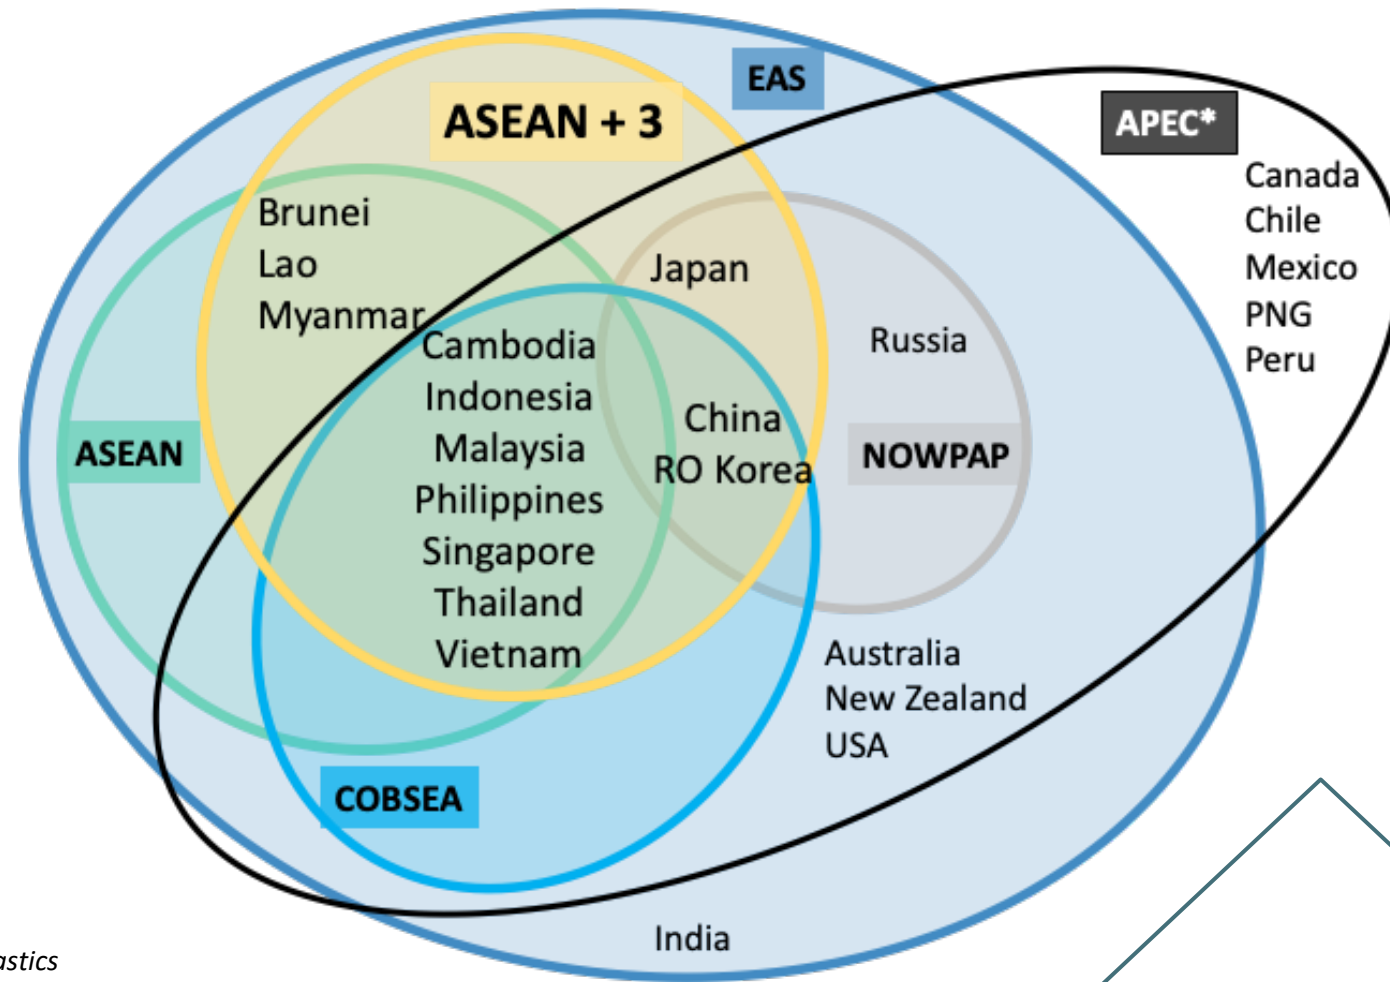 EAS
ASEAN + 3
APEC*
Canada
Chile
Mexico
PNG
Peru
Brunei
Lao
Myanmar
Japan
Russia
Cambodia
Indonesia
Malaysia
Philippines
Singapore
Thailand
Vietnam
China
RO Korea
ASEAN
NOWPAP
Australia
New Zealand
USA
COBSEA
India
astics